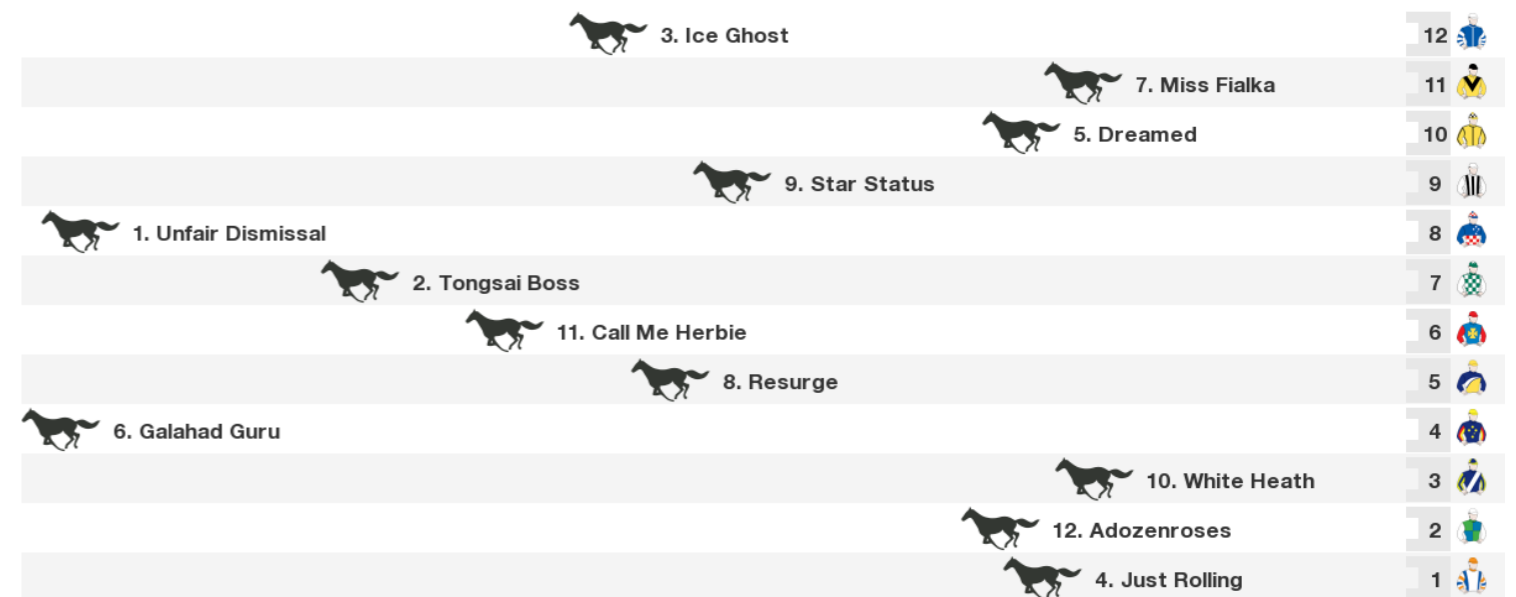 3. Ice Ghost 12
7. Miss Fialka 11
5. Dreamed 10
9. Star Status 9
1. Unfair Dismissal 8
2. Tongsai Boss 7
11. Call Me Herbie 6
8. Resurge 5
6. Galahad Guru 4
10. White Heath 3
12. Adozenroses 2
4. Just Rolling 1